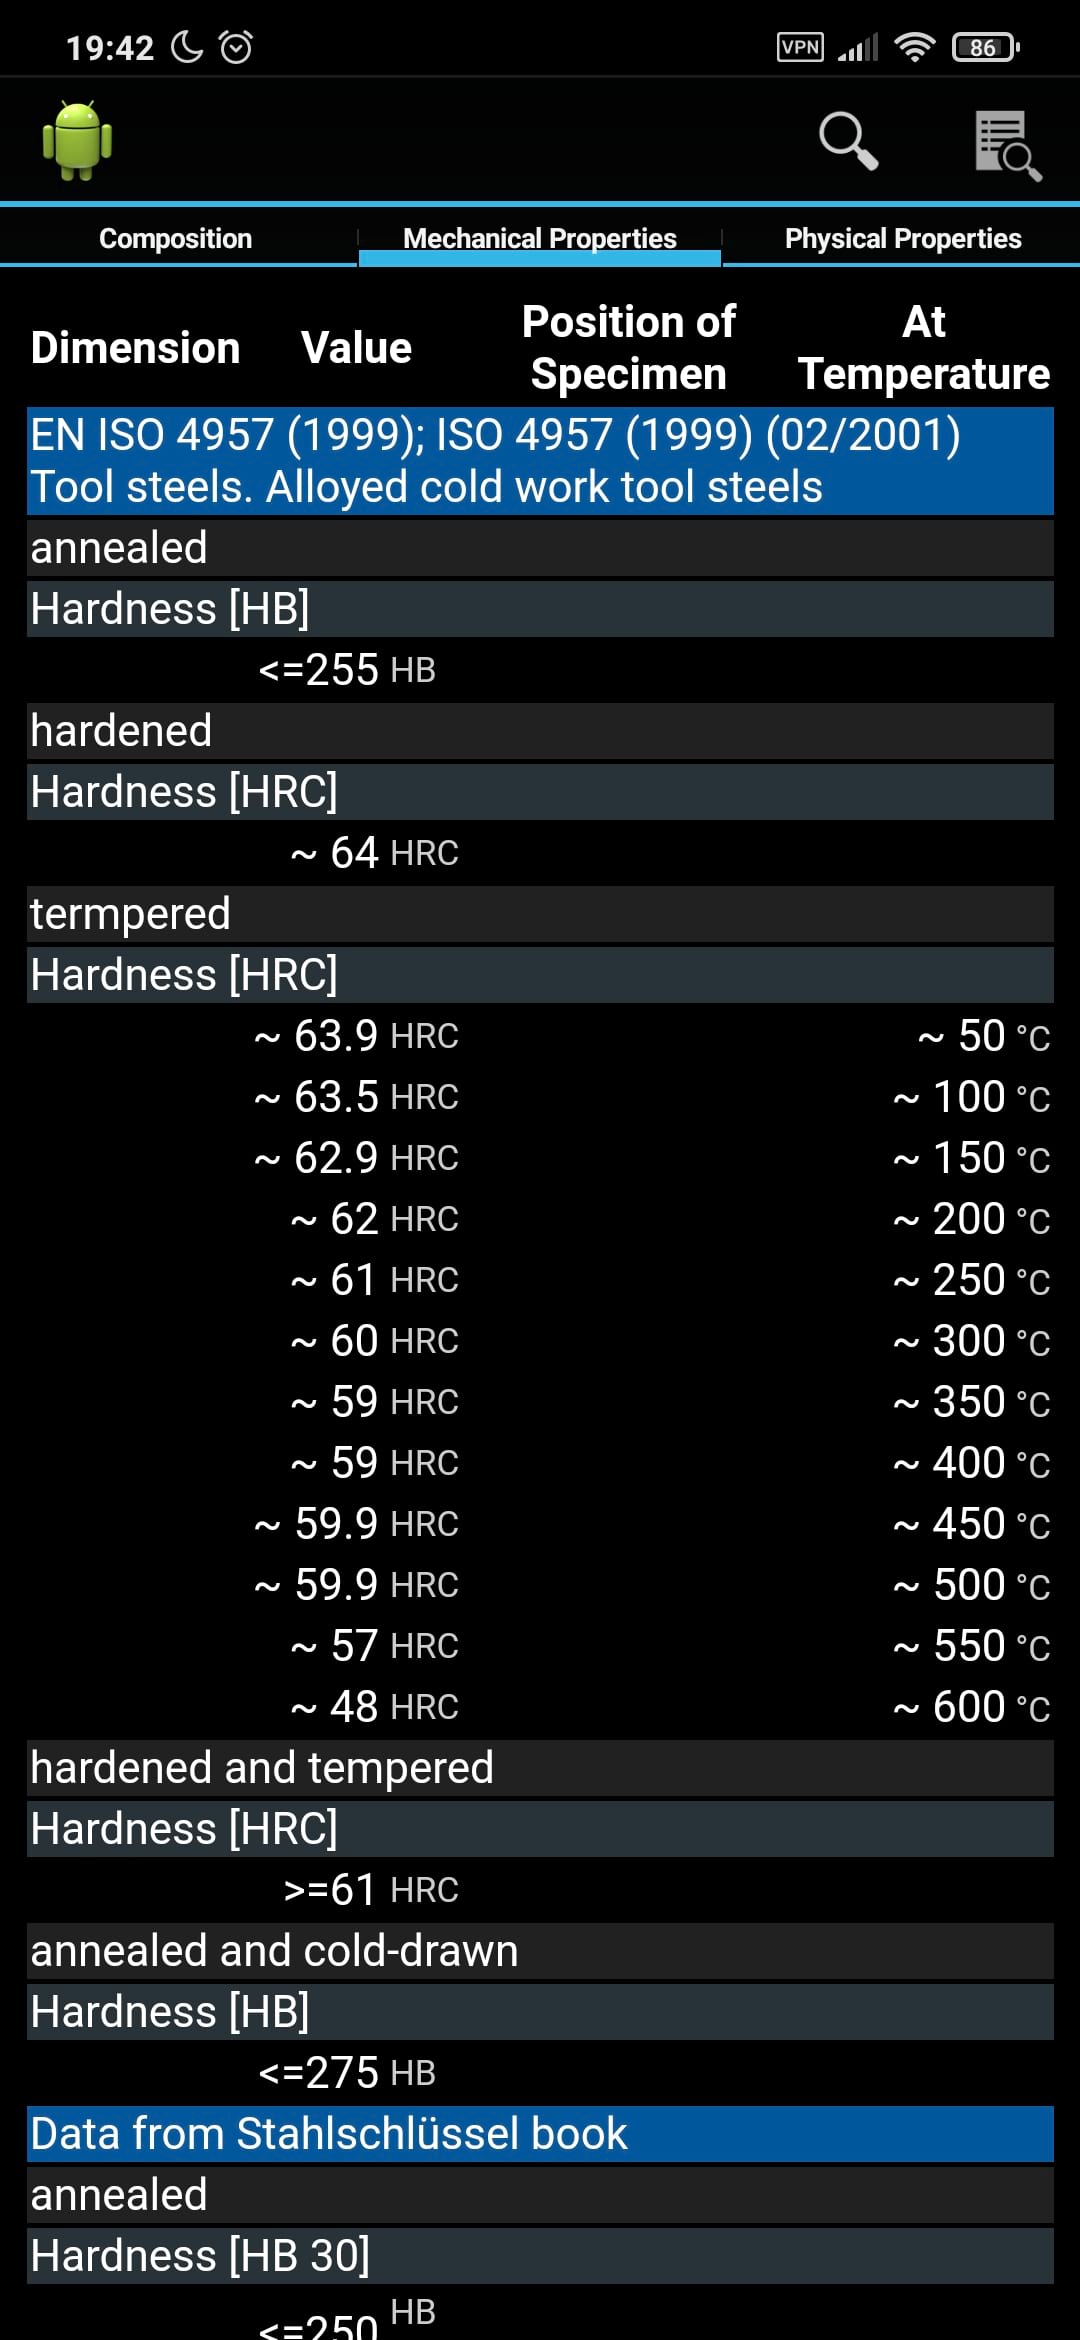 19:42
VPN
86
Composition
Mechanical Properties
Physical Properties
Dimension Value Position of Specimen At Temperature
EN ISO 4957 (1999); ISO 4957 (1999) (02/2001)
Tool steels. Alloyed cold work tool steels
annealed
Hardness [HB]
<=255 HB
hardened
Hardness [HRC]
~ 64 HRC
termpered
Hardness [HRC]
~ 63.9 HRC ~ 50 °C
~ 63.5 HRC ~ 100 °C
~ 62.9 HRC ~ 150 °C
~ 62 HRC ~ 200 °C
~ 61 HRC ~ 250 °C
~ 60 HRC ~ 300 °C
~ 59 HRC ~ 350 °C
~ 59 HRC ~ 400 °C
~ 59.9 HRC ~ 450 °C
~ 59.9 HRC ~ 500 °C
~ 57 HRC ~ 550 °C
~ 48 HRC ~ 600 °C
hardened and tempered
Hardness [HRC]
>=61 HRC
annealed and cold-drawn
Hardness [HB]
<=275 HB
Data from Stahlschlüssel book
annealed
Hardness [HB 30]
<=250 HB